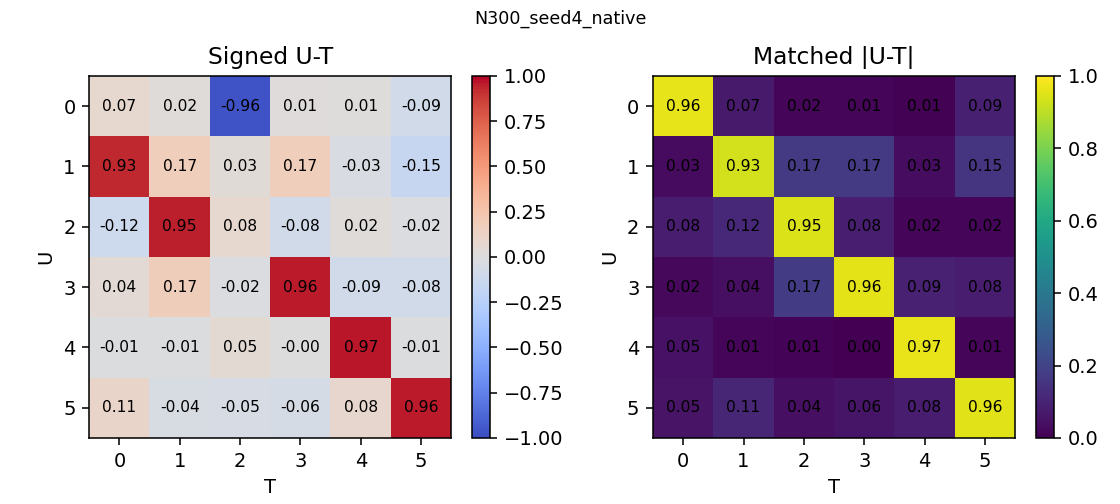 N300_seed4_native
Signed U-T
Matched |U-T|
0 0.07 0.02 -0.96 0.01 0.01 -0.09
1 0.93 0.17 0.03 0.17 -0.03 -0.15
2 -0.12 0.95 0.08 -0.08 0.02 -0.02
3 0.04 0.17 -0.02 0.96 -0.09 -0.08
4 -0.01 -0.01 0.05 -0.00 0.97 -0.01
5 0.11 -0.04 -0.05 -0.06 0.08 0.96
0 1 2 3 4 5
T
U
1.00
0.75
0.50
0.25
0.00
−0.25
−0.50
−0.75
−1.00
0 0.96 0.07 0.02 0.01 0.01 0.09
1 0.03 0.93 0.17 0.17 0.03 0.15
2 0.08 0.12 0.95 0.08 0.02 0.02
3 0.02 0.04 0.17 0.96 0.09 0.08
4 0.05 0.01 0.01 0.00 0.97 0.01
5 0.05 0.11 0.04 0.06 0.08 0.96
0 1 2 3 4 5
T
U
1.0
0.8
0.6
0.4
0.2
0.0